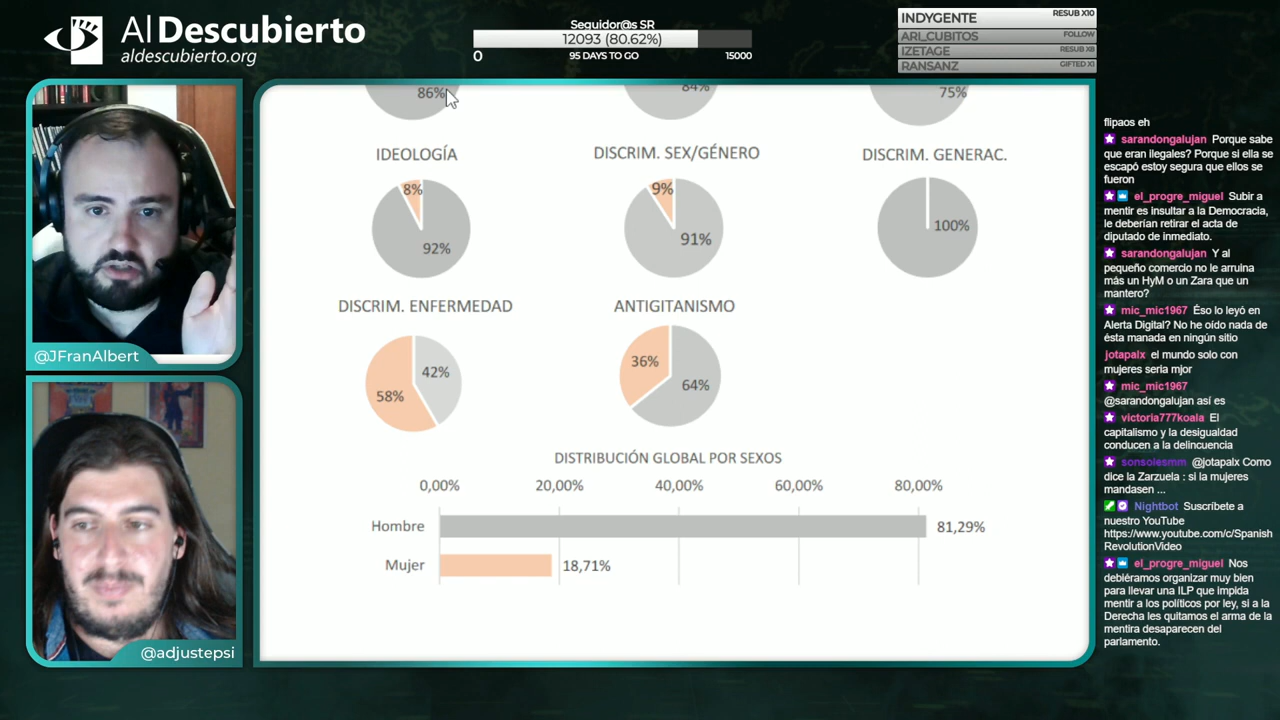 Al Descubierto
aldescubierto.org
Seguidor@s SR
12093 (80.62%)
0
95 DAYS TO GO
15000
INDYGENTE
RESUB X10
ARI_CUBITOS
FOLLOW
IZETAGE
RESUB X8
RANSANZ
GIFTED X1
@JFranAlbert
@adjustepsi
86%
84%
75%
IDEOLOGÍA
DISCRIM. SEX/GÉNERO
DISCRIM. GENERAC.
8%
92%
9%
91%
100%
DISCRIM. ENFERMEDAD
ANTIGITANISMO
42%
58%
36%
64%
DISTRIBUCIÓN GLOBAL POR SEXOS
0,00%
20,00%
40,00%
60,00%
80,00%
Hombre
81,29%
Mujer
18,71%
flipaos eh
sarandongalujan Porque sabe
que eran ilegales? Porque si ella se
escapó estoy segura que ellos se
fueron
el_progre_miguel Subir a
mentir es insultar a la Democracia,
le deberían retirar el acta de
diputado de inmediato.
sarandongalujan Y al
pequeño comercio no le arruina
más un HyM o un Zara que un
mantero?
mic_mic1967 Éso lo leyó en
Alerta Digital? No he oído nada de
ésta manada en ningún sitio
jotapalx el mundo solo con
mujeres seria mjor
mic_mic1967
@sarandongalujan así es
victoria777koala El
capitalismo y la desigualdad
conducen a la delincuencia
sonsolesmm @jotapalx Como
dice la Zarzuela : si la mujeres
mandasen ...
Nightbot Suscríbete a
nuestro YouTube
https://www.youtube.com/c/Spanish
RevolutionVideo
el_progre_miguel Nos
debiéramos organizar muy bien
para llevar una ILP que impida
mentir a los políticos por ley, si a la
Derecha les quitamos el arma de la
mentira desaparecen del
parlamento.